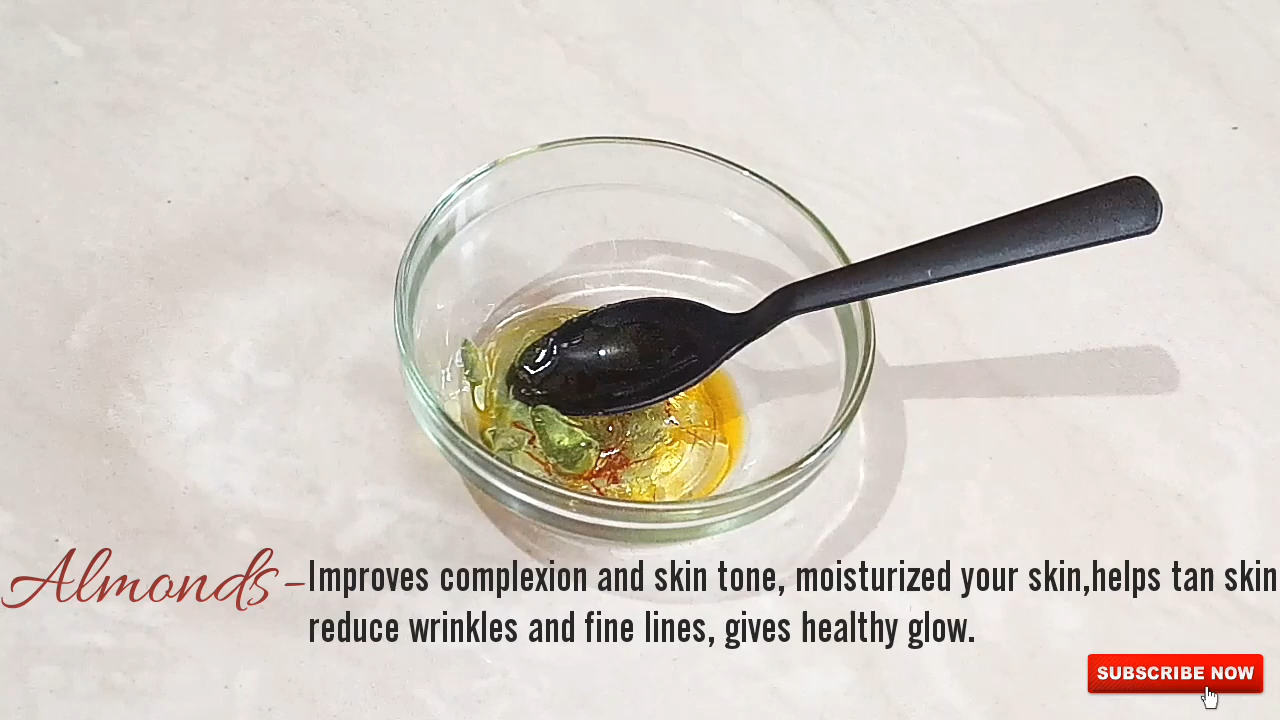 Almonds-Improves complexion and skin tone, moisturized your skin,helps tan skin
reduce wrinkles and fine lines, gives healthy glow.
SUBSCRIBE NOW